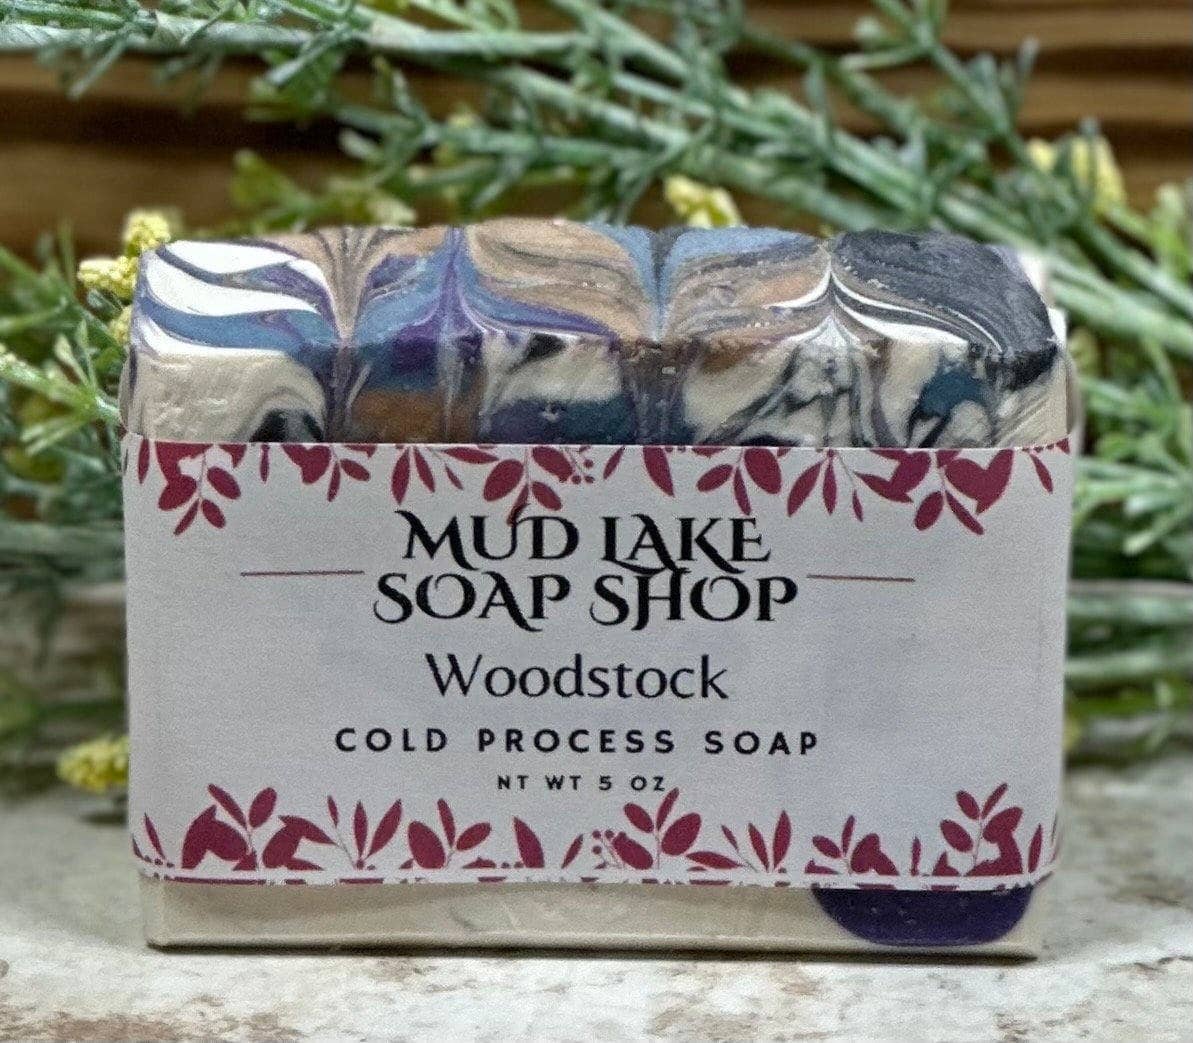 MUD LAKE
SOAP SHOP
Woodstock
COLD PROCESS SOAP
NT WT 5 OZ